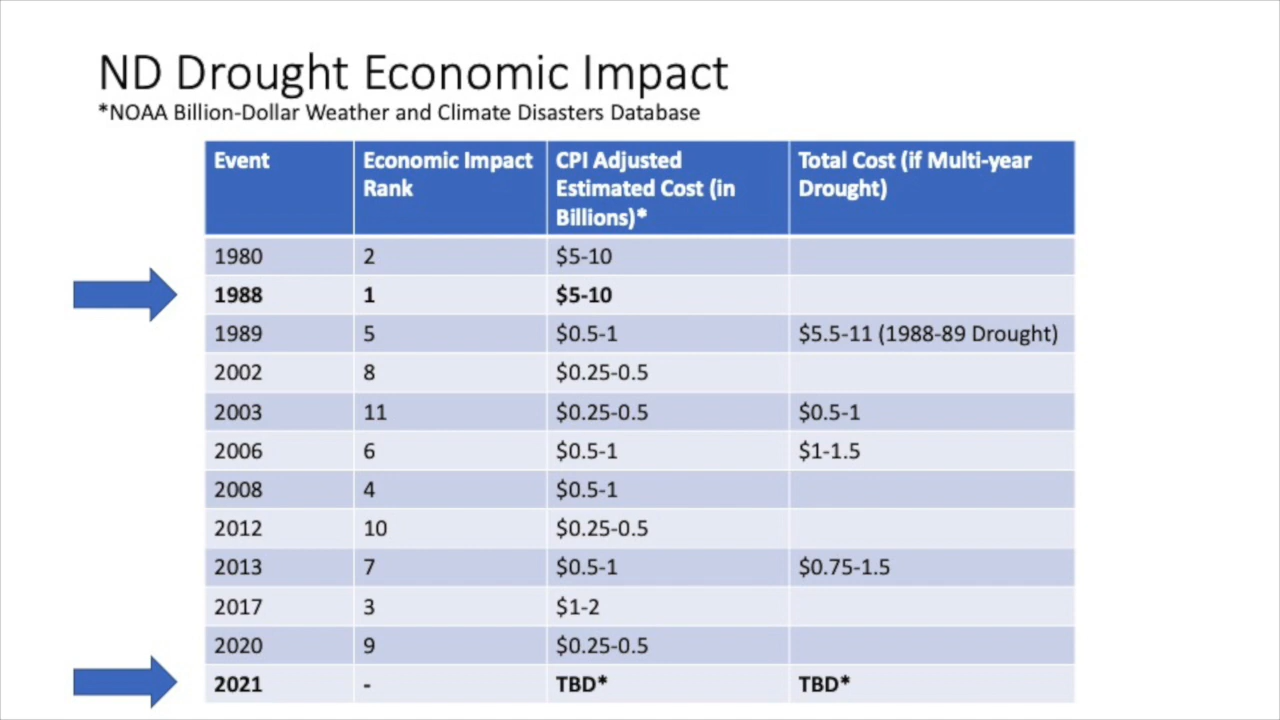 ND Drought Economic Impact
*NOAA Billion-Dollar Weather and Climate Disasters Database
Event Economic Impact Rank CPI Adjusted Estimated Cost (in Billions)* Total Cost (if Multi-year Drought)
1980 2 $5-10
1988 1 $5-10
1989 5 $0.5-1 $5.5-11 (1988-89 Drought)
2002 8 $0.25-0.5
2003 11 $0.25-0.5 $0.5-1
2006 6 $0.5-1 $1-1.5
2008 4 $0.5-1
2012 10 $0.25-0.5
2013 7 $0.5-1 $0.75-1.5
2017 3 $1-2
2020 9 $0.25-0.5
2021 - TBD* TBD*